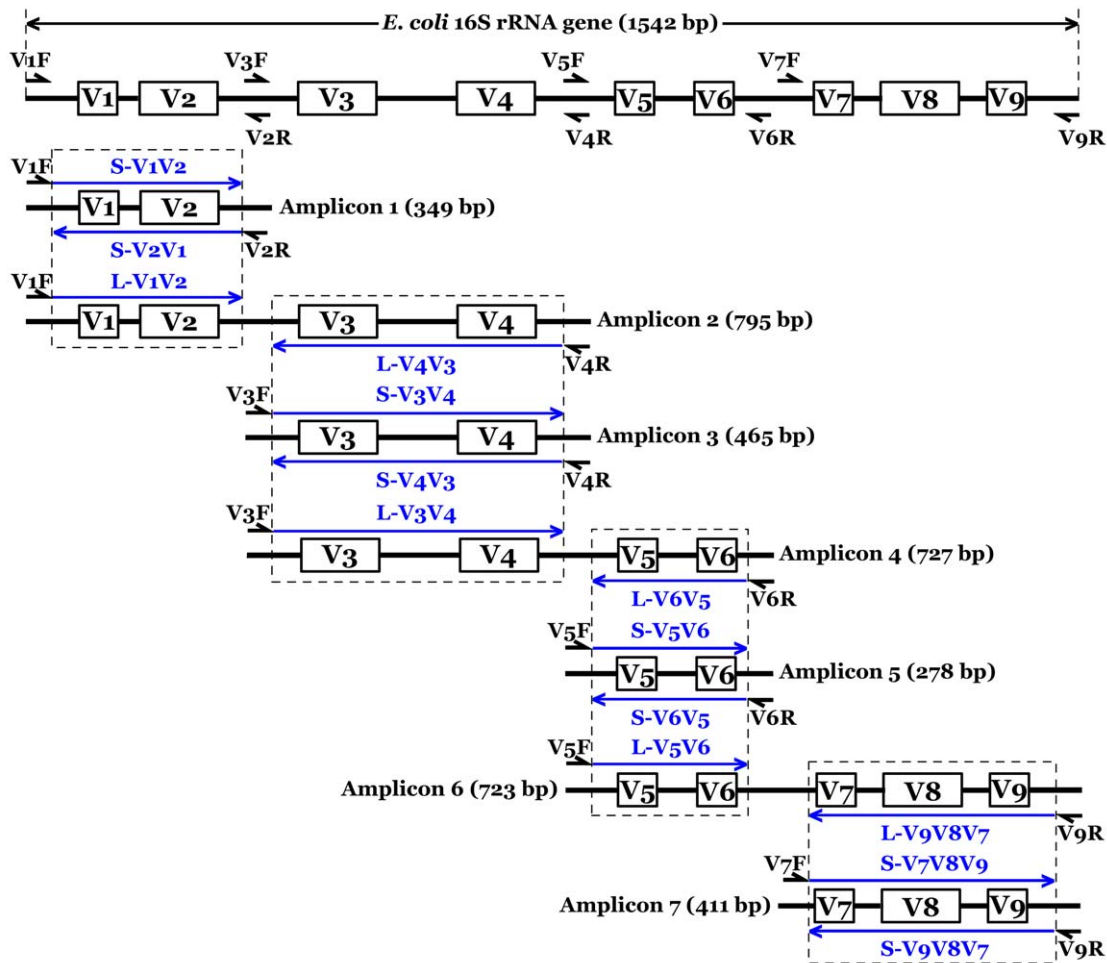 E. coli 16S rRNA gene (1542 bp)
V1F V3F V5F V7F
V1 V2 V3 V4 V5 V6 V7 V8 V9
V2R V4R V6R V9R
V1F S-V1V2
V1 V2 Amplicon 1 (349 bp)
S-V2V1 V2R
V1F L-V1V2
V1 V2 V3 V4 Amplicon 2 (795 bp)
L-V4V3 V4R
V3F S-V3V4
V3 V4 Amplicon 3 (465 bp)
S-V4V3 V4R
V3F L-V3V4
V3 V4 V5 V6 Amplicon 4 (727 bp)
L-V6V5 V6R
V5F S-V5V6
V5 V6 Amplicon 5 (278 bp)
S-V6V5 V6R
V5F L-V5V6
Amplicon 6 (723 bp) V5 V6 V7 V8 V9
L-V9V8V7 V9R
V7F S-V7V8V9
Amplicon 7 (411 bp) V7 V8 V9
S-V9V8V7 V9R